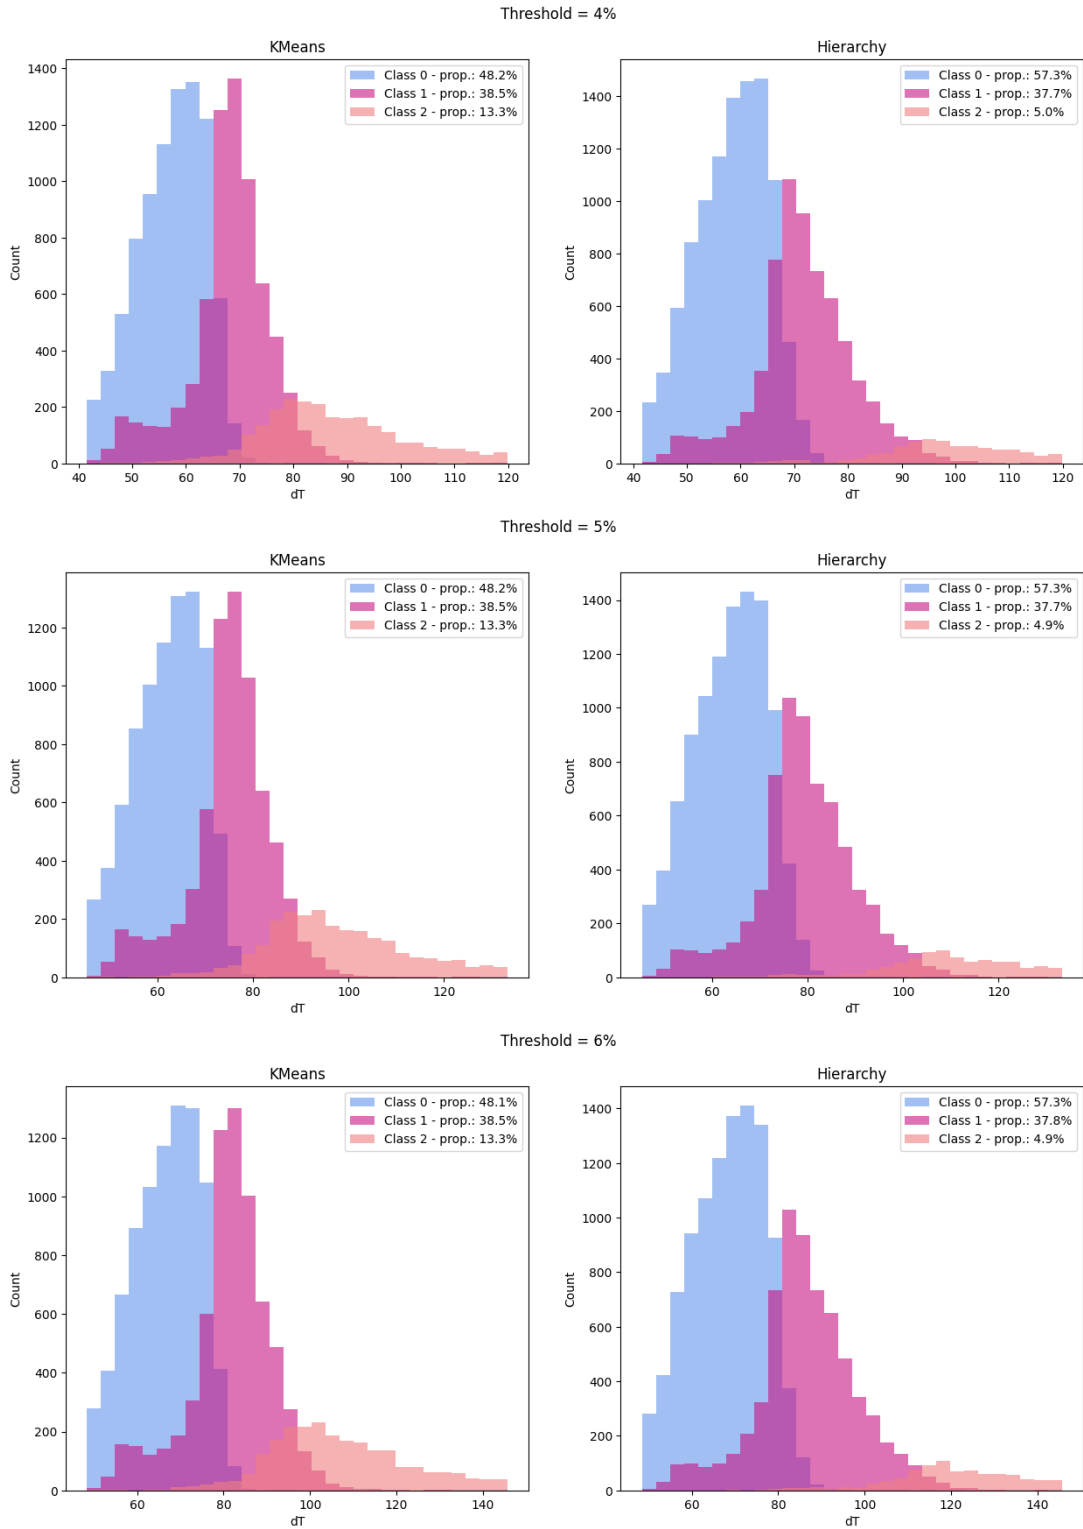 Threshold = 4%
KMeans
Class 0 - prop.: 48.2%
Class 1 - prop.: 38.5%
Class 2 - prop.: 13.3%
1400
1200
1000
800
600
400
200
0
Count
40 50 60 70 80 90 100 110 120
dT
Hierarchy
Class 0 - prop.: 57.3%
Class 1 - prop.: 37.7%
Class 2 - prop.: 5.0%
1400
1200
1000
800
600
400
200
0
Count
40 50 60 70 80 90 100 110 120
dT
Threshold = 5%
KMeans
Class 0 - prop.: 48.2%
Class 1 - prop.: 38.5%
Class 2 - prop.: 13.3%
1200
1000
800
600
400
200
0
Count
60 80 100 120
dT
Hierarchy
Class 0 - prop.: 57.3%
Class 1 - prop.: 37.7%
Class 2 - prop.: 4.9%
1400
1200
1000
800
600
400
200
0
Count
60 80 100 120
dT
Threshold = 6%
KMeans
Class 0 - prop.: 48.1%
Class 1 - prop.: 38.5%
Class 2 - prop.: 13.3%
1200
1000
800
600
400
200
0
Count
60 80 100 120 140
dT
Hierarchy
Class 0 - prop.: 57.3%
Class 1 - prop.: 37.8%
Class 2 - prop.: 4.9%
1400
1200
1000
800
600
400
200
0
Count
60 80 100 120 140
dT